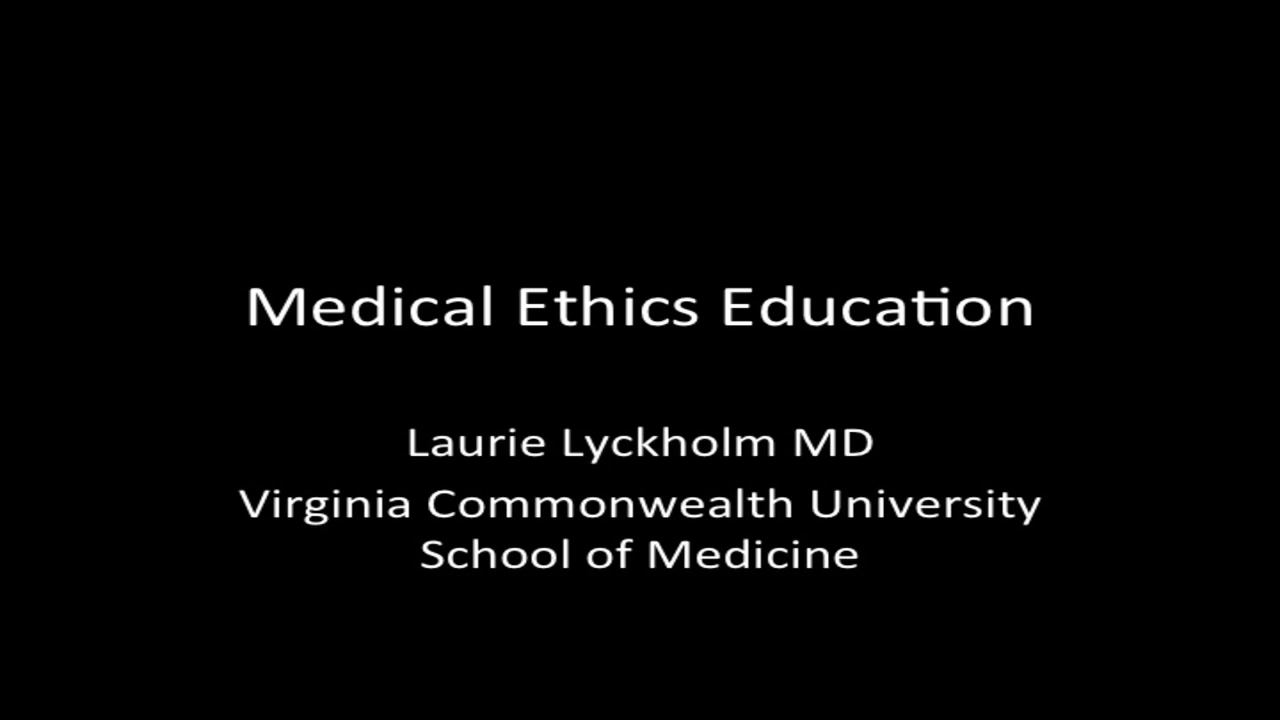 Medical Ethics Education
Laurie Lyckholm MD
Virginia Commonwealth University
School of Medicine